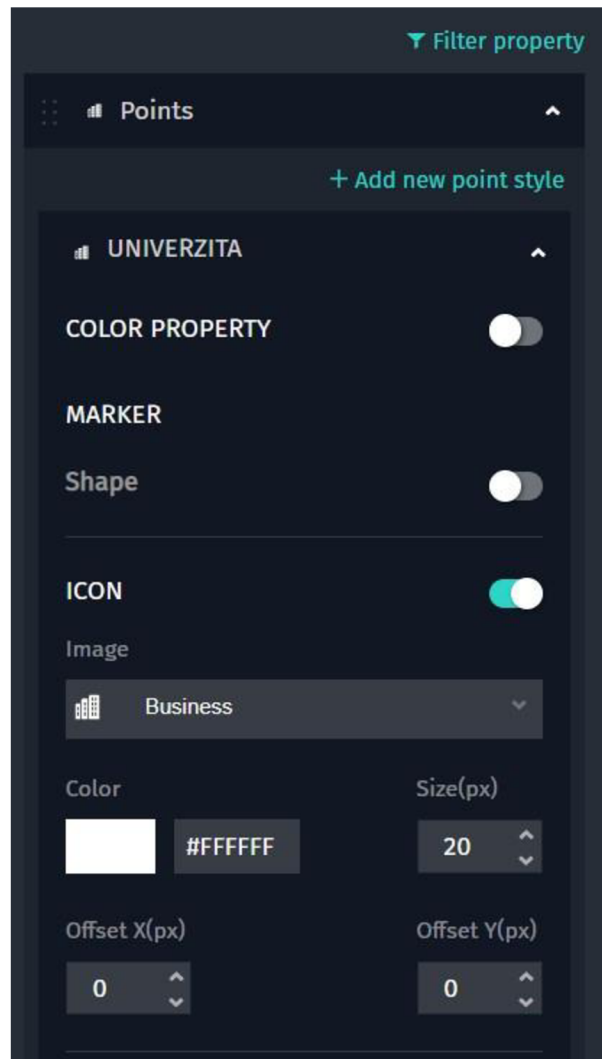 Filter property
Points
+ Add new point style
UNIVERZITA
COLOR PROPERTY
MARKER
Shape
ICON
Image
Business
Color Size(px)
#FFFFFF 20
Offset X(px) Offset Y(px)
0 0